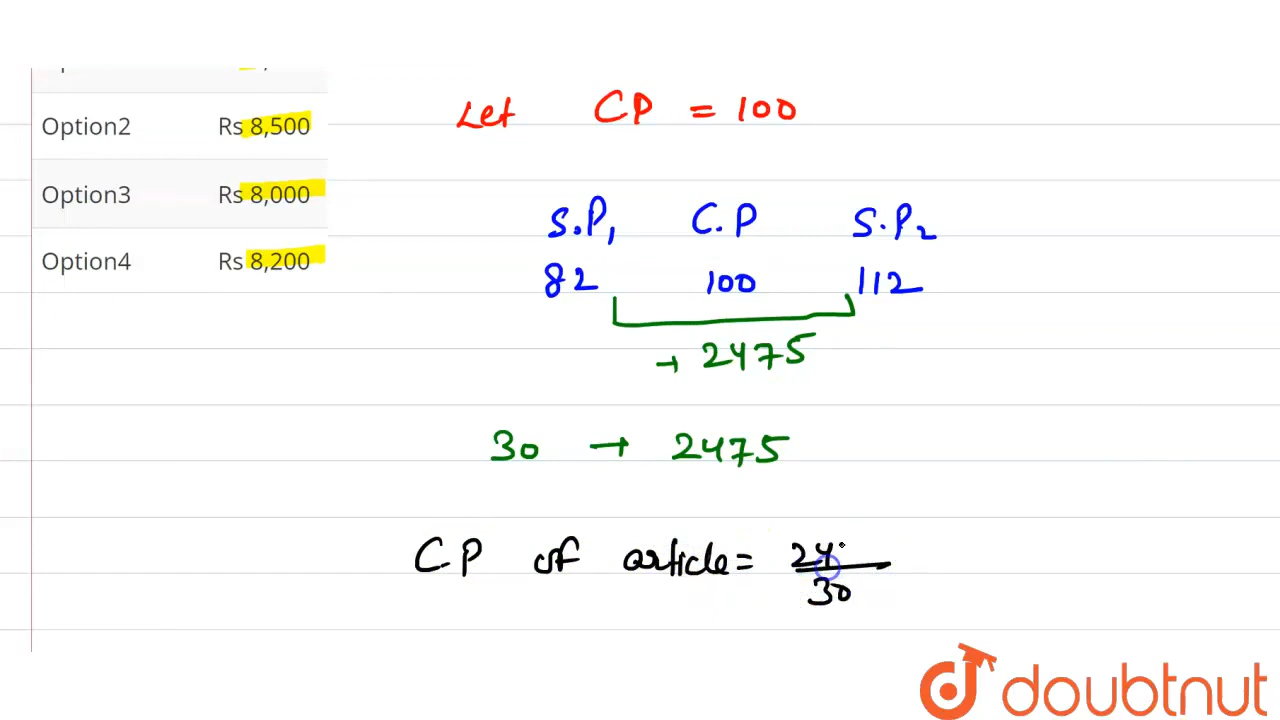 Let CP = 100
Option2 Rs 8,500
Option3 Rs 8,000
S.P1 C.P S.P2
Option4 Rs 8,200
82 100 112
→ 2475
30 → 2475
C.P of article = 24
30
doubtnut